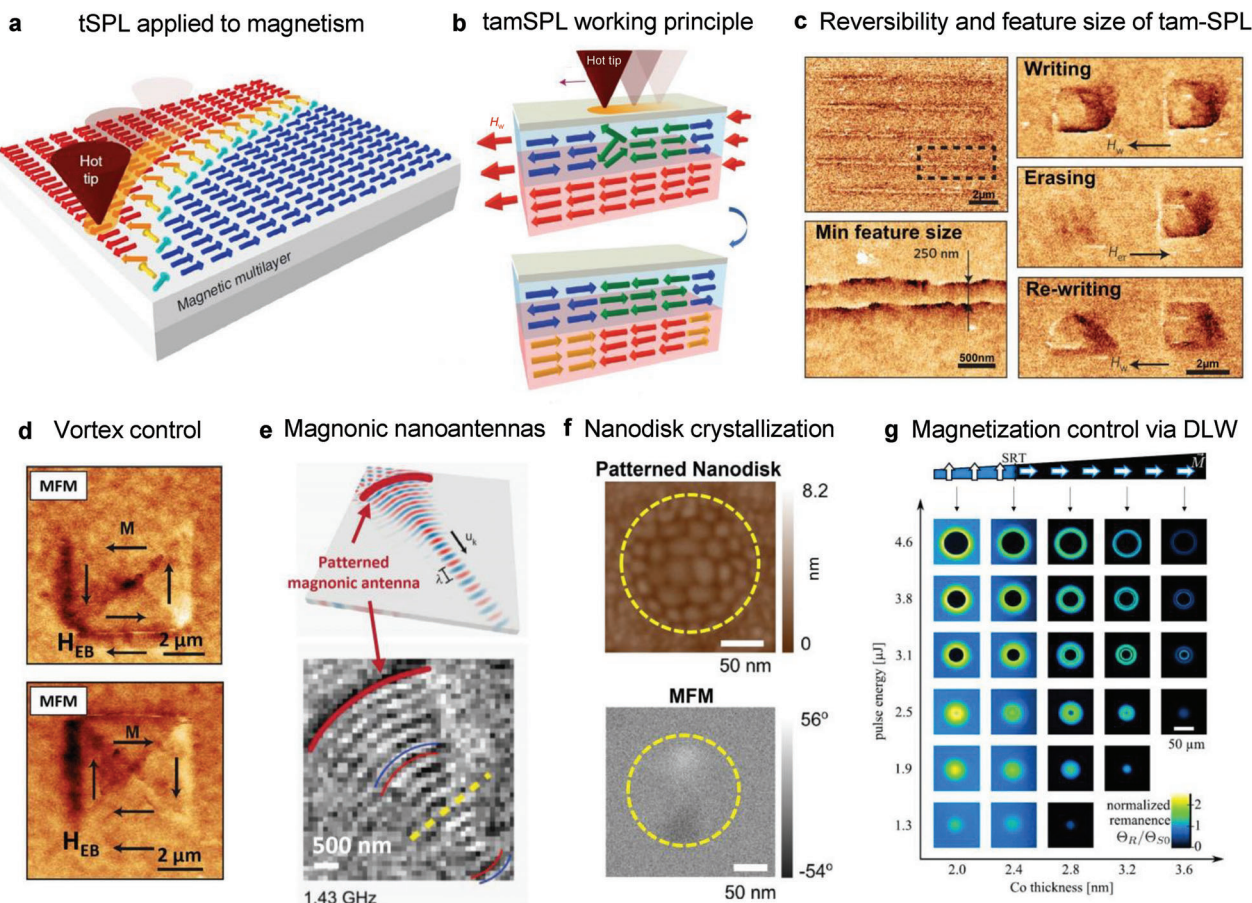 a tSPL applied to magnetism
Hot
tip
Magnetic multilayer
b tamSPL working principle
Hot tip
Hw
c Reversibility and feature size of tam-SPL
2μm
Min feature size
250 nm
500nm
Writing
Hw
Erasing
Her
Re-writing
Hw
2μm
d Vortex control
MFM
M
HEB
2 μm
MFM
M
HEB
2 μm
e Magnonic nanoantennas
uk
λ
Patterned
magnonic antenna
500 nm
1.43 GHz
f Nanodisk crystallization
Patterned Nanodisk
8.2
nm
0
50 nm
MFM
56º
-54º
50 nm
g Magnetization control via DLW
SRT
M
pulse energy [μJ]
4.6
3.8
3.1
2.5
1.9
1.3
50 μm
normalized
remanence
ΘR/ΘS0
2
1
0
2.0 2.4 2.8 3.2 3.6
Co thickness [nm]